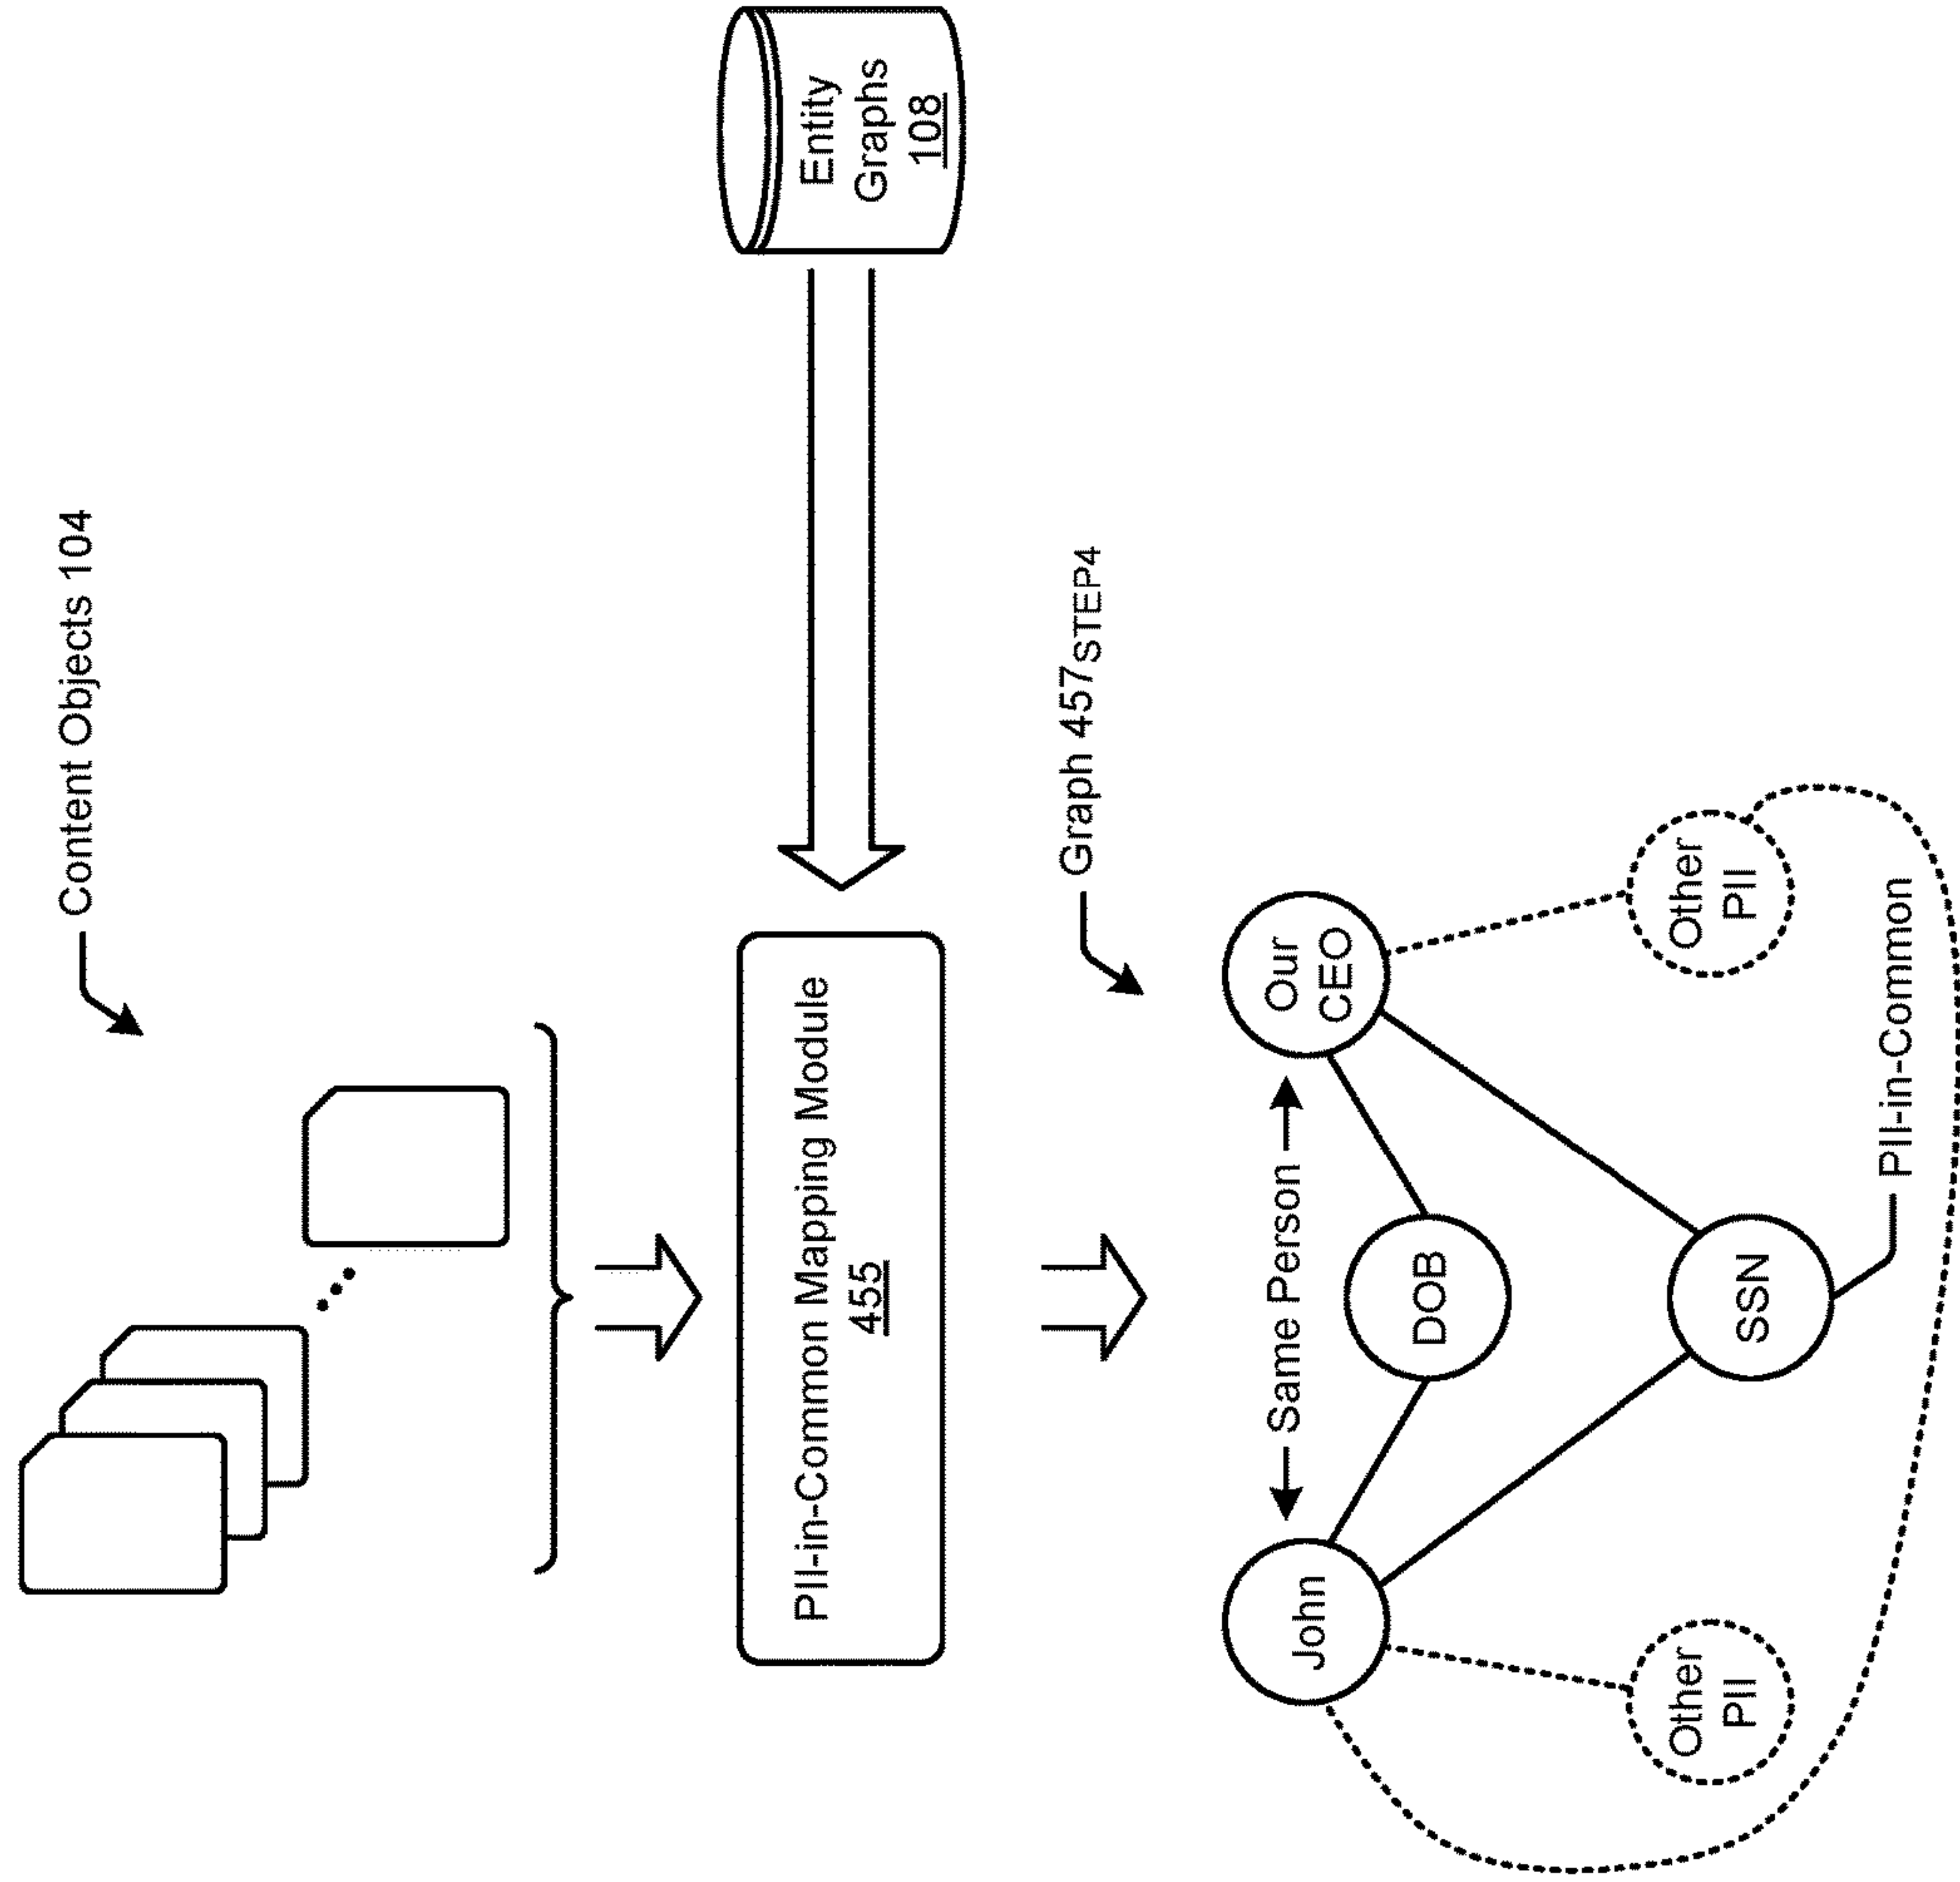 Content Objects 104
Entity
Graphs
108
PII-in-Common Mapping Module
455
Graph 457STEP4
John
Same Person
Our
CEO
DOB
Other
PII
SSN
Other
PII
PII-in-Common